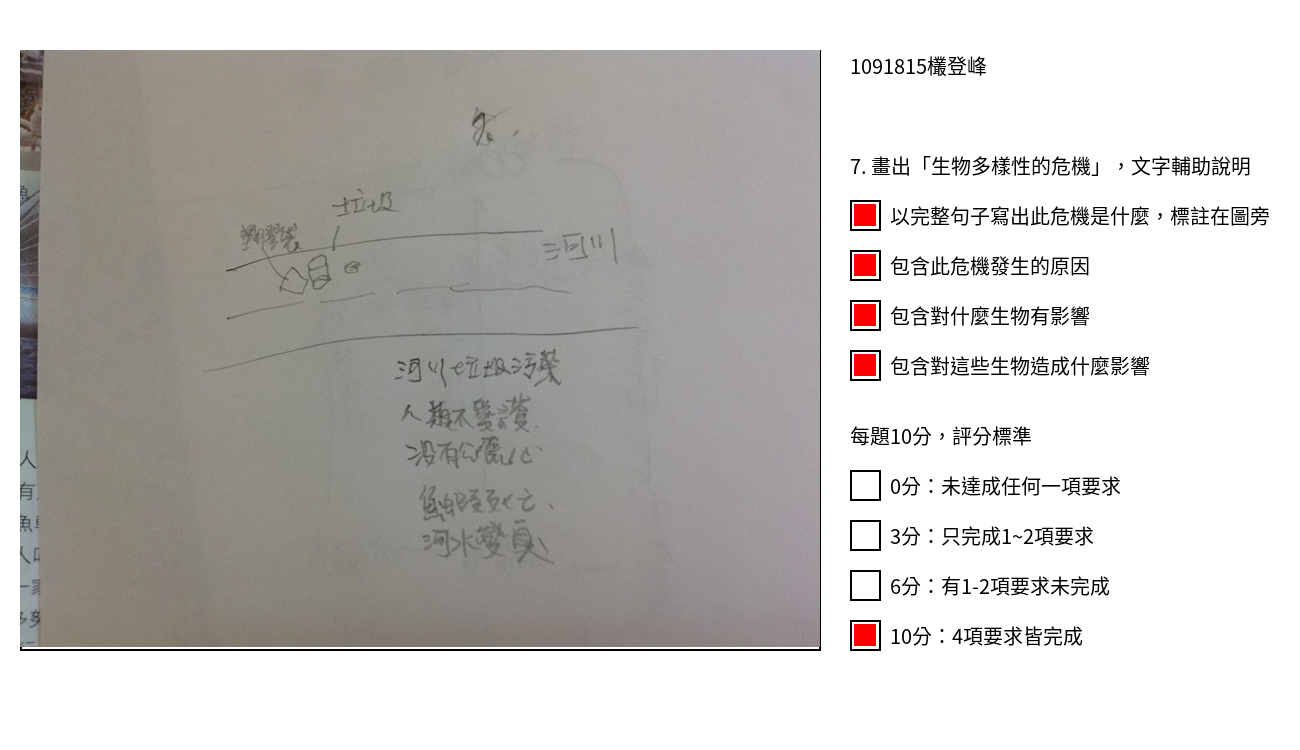 1091815欉登峰
7. 畫出「生物多樣性的危機」，文字輔助說明
以完整句子寫出此危機是什麼，標註在圖旁
包含此危機發生的原因
包含對什麼生物有影響
包含對這些生物造成什麼影響
每題10分，評分標準
0分：未達成任何一項要求
3分：只完成1~2項要求
6分：有1-2項要求未完成
10分：4項要求皆完成
垃圾
塑膠袋
河川
河川垃圾污染
人類不愛護
沒有公德心
魚蝦死亡、
河水變臭